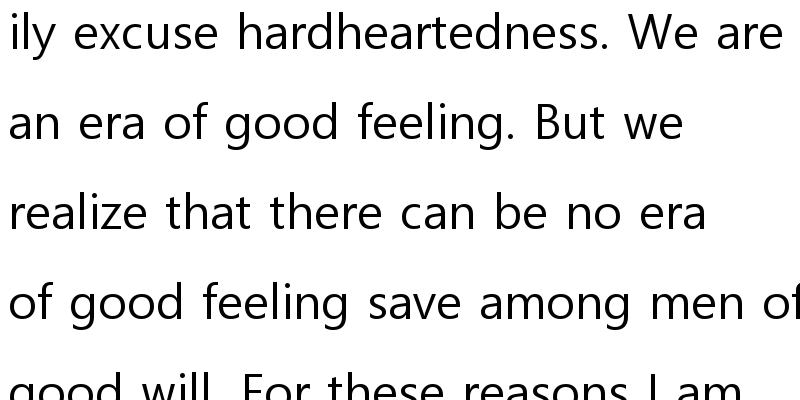 ily excuse hardheartedness. We are
an era of good feeling. But we
realize that there can be no era
of good feeling save among men of
good will. For these reasons I am